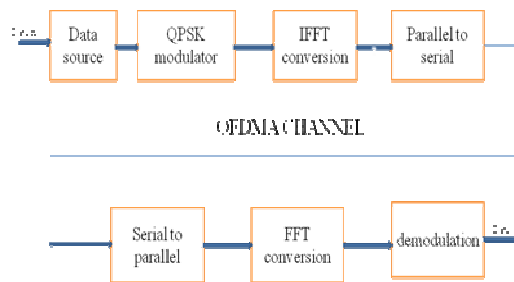 Data
source
QPSK
modulator
IFFT
conversion
Parallel to
serial
OFDMA CHANNEL
Serial to
parallel
FFT
conversion
demodulation